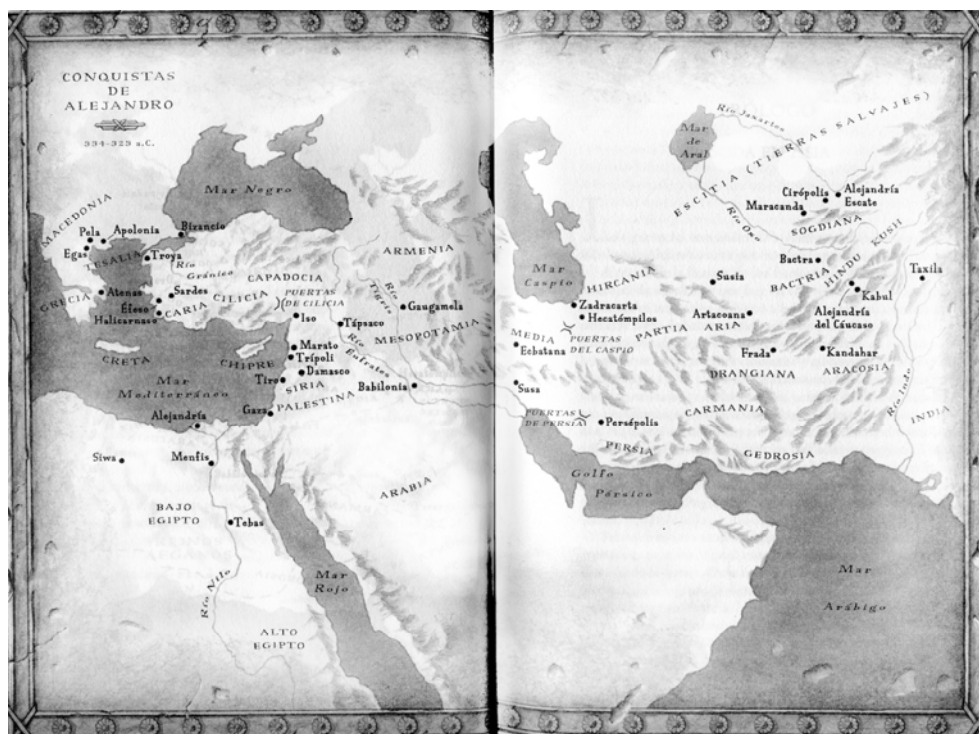 CONQUISTAS
DE
ALEJANDRO
334-323 a.C.
MACEDONIA
Pela
Apolonia
Bizancio
Egas
TESALIA
Troya
Río
Gránico
Mar Negro
ARMENIA
CAPADOCIA
GRECIA
Atenas
Sardes
Éfeso
Halicarnaso
CARIA
CILICIA
PUERTAS
DE CILICIA
Iso
Tápsaco
Río
Tigris
Gaugamela
MESOPOTAMIA
Río
Éufrates
CRETA
CHIPRE
Marato
Trípoli
Damasco
Tiro
SIRIA
Babilonia
Mar
Mediterráneo
Gaza
PALESTINA
Alejandría
Siwa
Menfis
ARABIA
BAJO
EGIPTO
Tebas
Río Nilo
Mar
Rojo
ALTO
EGIPTO
Mar
de
Aral
Río Jaxartes
ESCITIA (TIERRAS SALVAJES)
Cirópolis
Alejandría
Escate
Maracanda
SOGDIANA
Río Oxo
Bactra
BACTRIA
HINDU
KUSH
Taxila
Kabul
Alejandría
del Cáucaso
Mar
Caspio
HIRCANIA
Susia
Zadracarta
Hecatómpilos
Artacoana
ARIA
PARTIA
MEDIA
PUERTAS
DEL CASPIO
Ecbatana
Frada
Kandahar
DRANGIANA
ARACOSIA
Susa
Río Indo
INDIA
PUERTAS
DE PERSIA
Persépolis
CARMANIA
PERSIA
GEDROSIA
Golfo
Pérsico
Mar
Arábigo